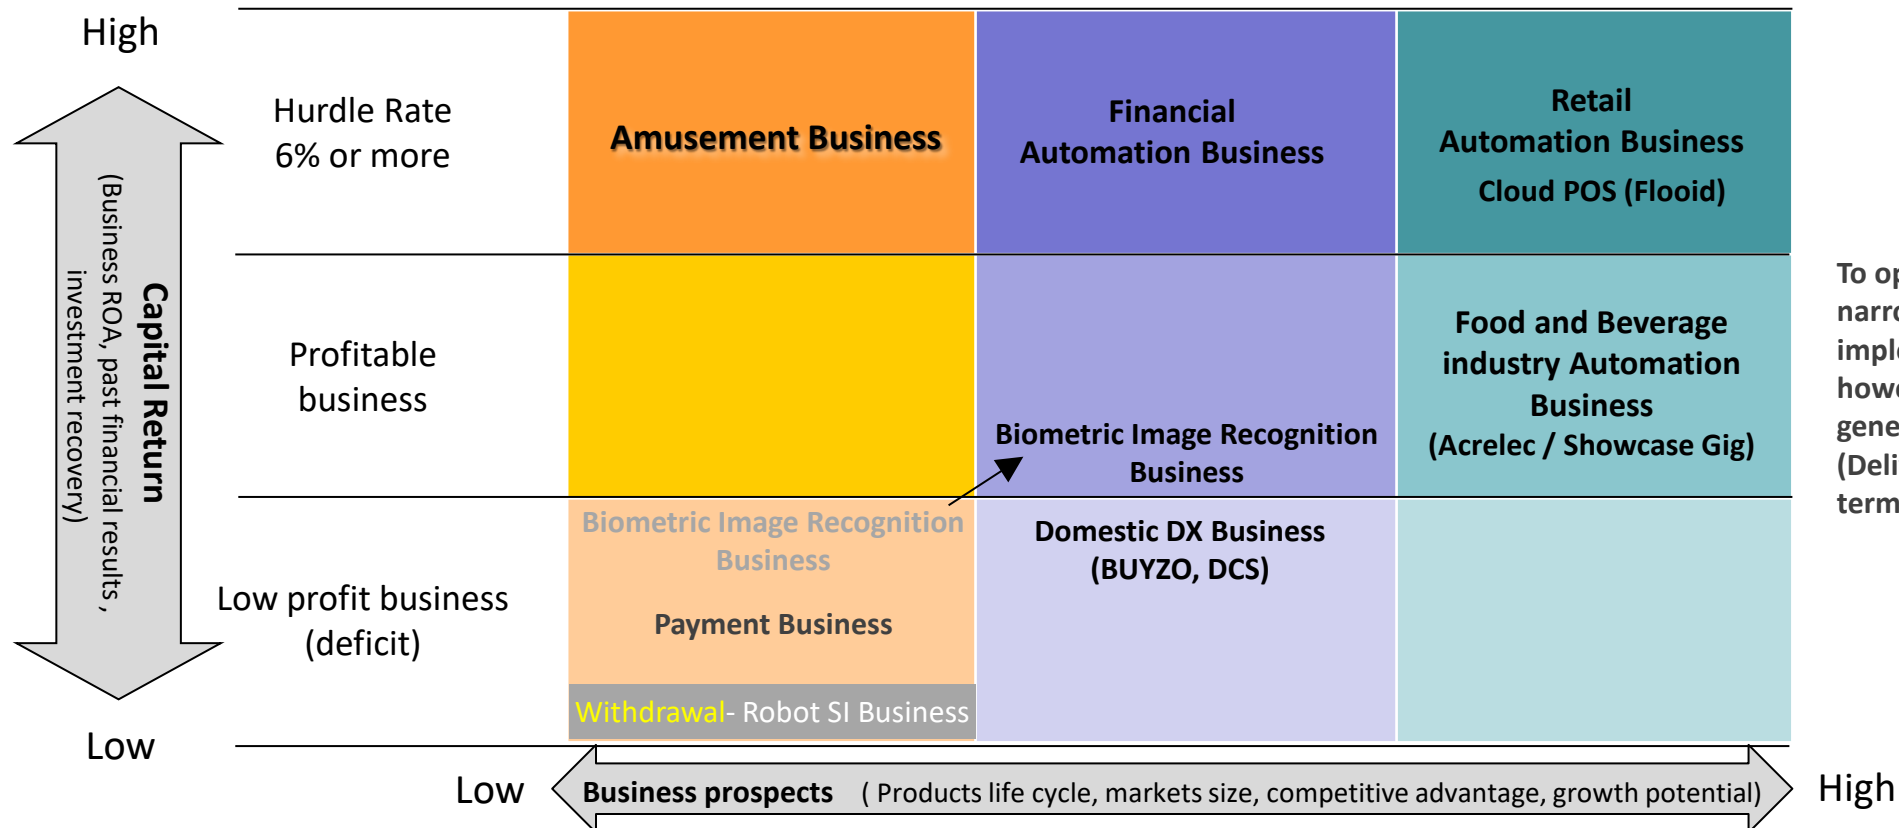 High
Hurdle Rate
6% or more
Amusement Business
Financial
Automation Business
Retail
Automation Business
Cloud POS (Flooid)
Capital Return
(Business ROA, past financial results ,
investment recovery)
Profitable
business
Biometric Image Recognition
Business
Food and Beverage
industry Automation
Business
(Acrelec / Showcase Gig)
Low profit business
(deficit)
Biometric Image Recognition
Business
Payment Business
Withdrawal- Robot SI Business
Domestic DX Business
(BUYZO, DCS)
Low
Low
Business prospects ( Products life cycle, markets size, competitive advantage, growth potential)
High
To
(Deli
term